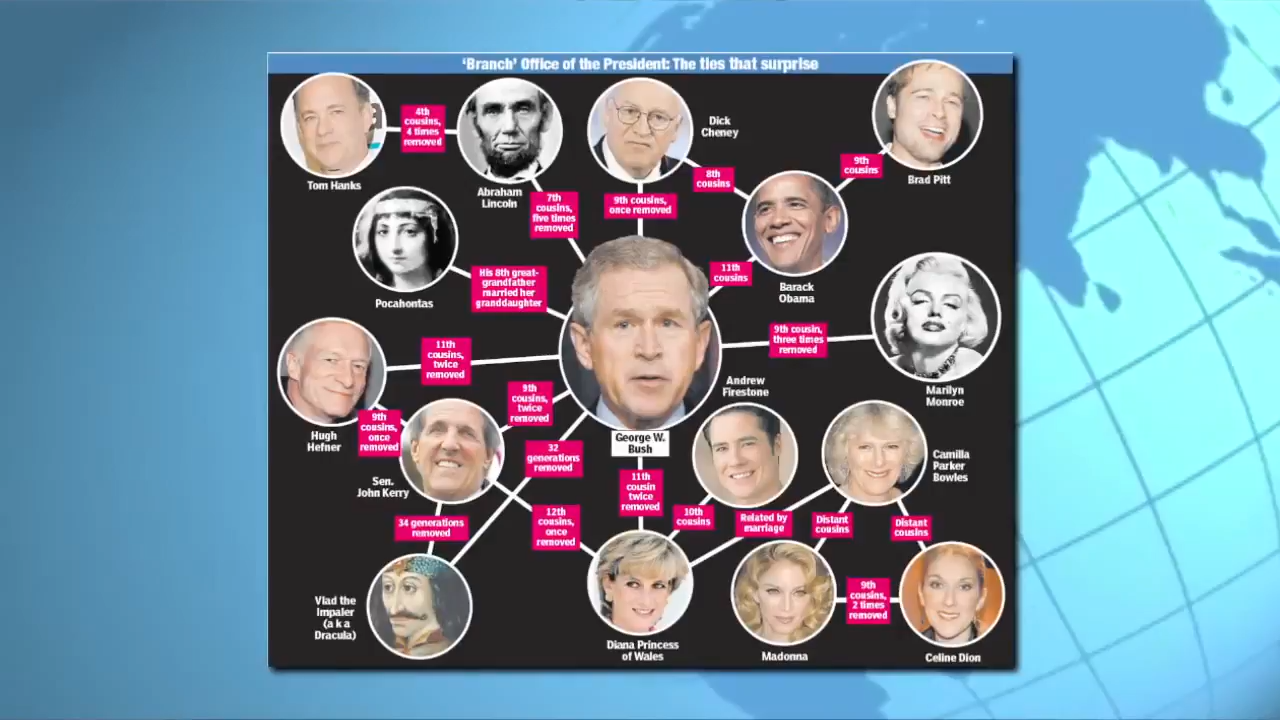 'Branch' Office of the President: The ties that surprise
Tom Hanks
4th
cousins,
4 times
removed
Abraham
Lincoln
7th
cousins,
five times
removed
Dick
Cheney
9th cousins,
once removed
8th
cousins
Barack
Obama
9th
cousins
Brad Pitt
11th
cousins
Pocahontas
His 8th great-
grandfather
married her
granddaughter
9th cousin,
three times
removed
Marilyn
Monroe
Hugh
Hefner
11th
cousins,
twice
removed
9th
cousins,
once
removed
9th
cousins,
twice
removed
Sen.
John Kerry
32
generations
removed
George W.
Bush
Andrew
Firestone
Camilla
Parker
Bowles
34 generations
removed
12th
cousins,
once
removed
11th
cousin
twice
removed
10th
cousins
Related by
marriage
Distant
cousins
Distant
cousins
Vlad the
Impaler
(a k a
Dracula)
Diana Princess
of Wales
Madonna
9th
cousins,
2 times
removed
Celine Dion